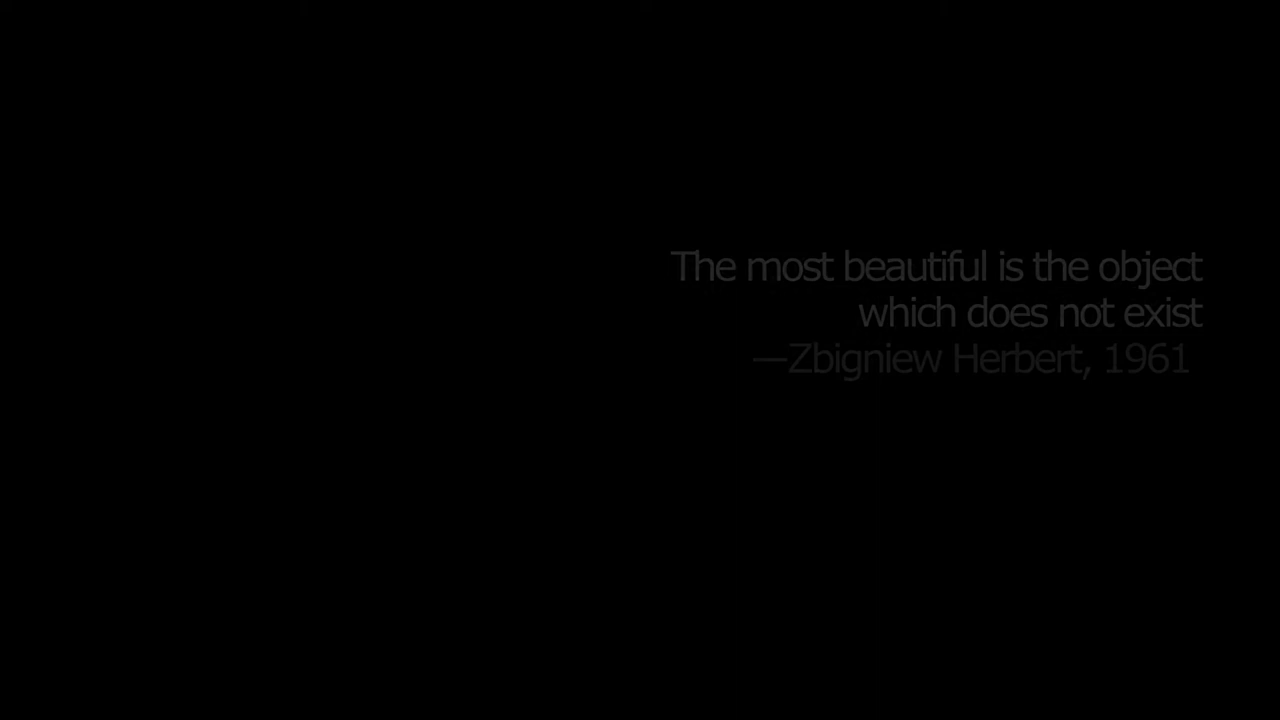 The most beautiful is the object
which does not exist
—Zbigniew Herbert, 1961